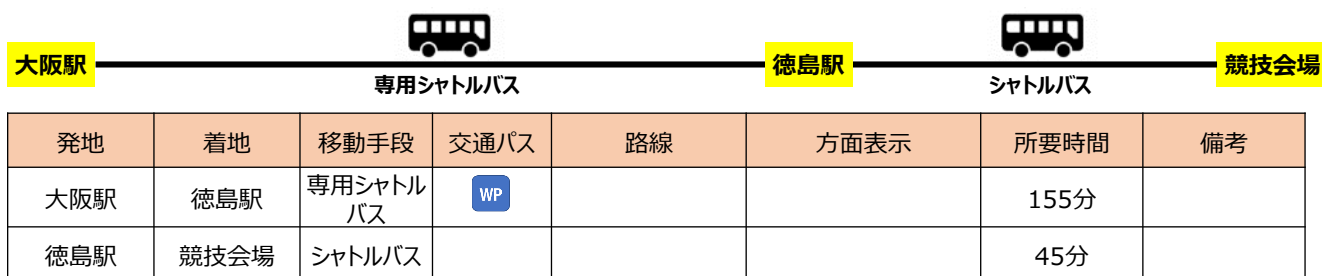 大阪駅 専用シャトルバス 徳島駅 シャトルバス 競技会場
発地 着地 移動手段 交通パス 路線 方面表示 所要時間 備考
大阪駅 徳島駅 専用シャトル
バス WP 155分
徳島駅 競技会場 シャトルバス 45分